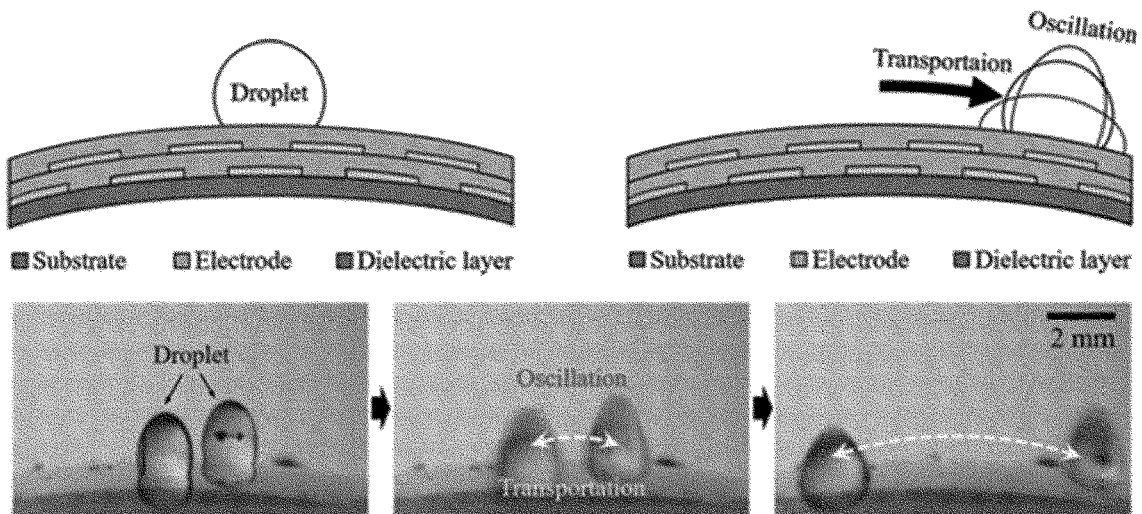 Droplet
Oscillation
Transportaion
Substrate Electrode Dielectric layer
Substrate Electrode Dielectric layer
Droplet
Oscillation
Transportation
2 mm